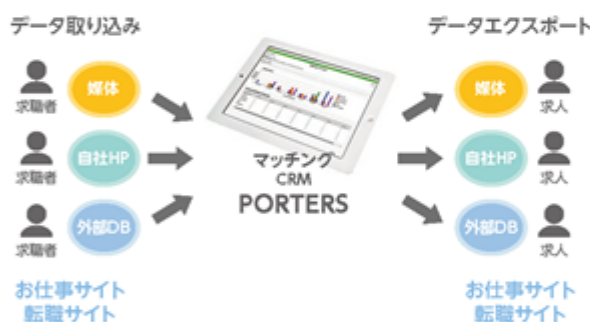 データ取り込み
データエクスポート
求職者
媒体
求職者
自社HP
求職者
外部DB
お仕事サイト
転職サイト
マッチング
CRM
PORTERS
媒体
求人
自社HP
求人
外部DB
求人
お仕事サイト
転職サイト